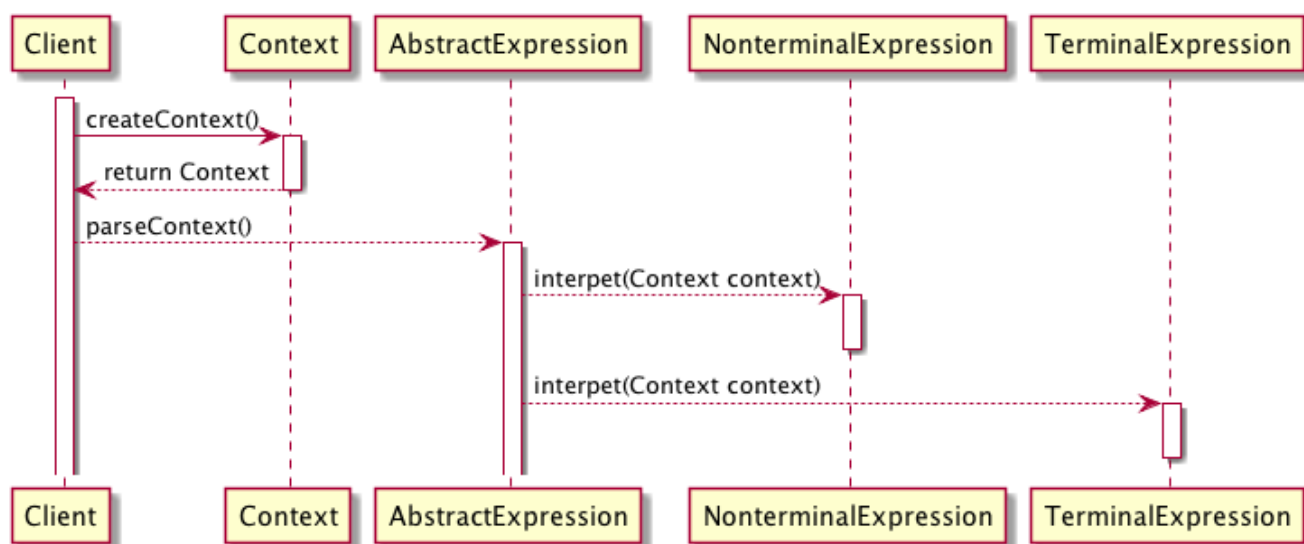 Client
Context
AbstractExpression
NonterminalExpression
TerminalExpression
createContext()
return Context
parseContext()
interpet(Context context)
interpet(Context context)
Client
Context
AbstractExpression
NonterminalExpression
TerminalExpression